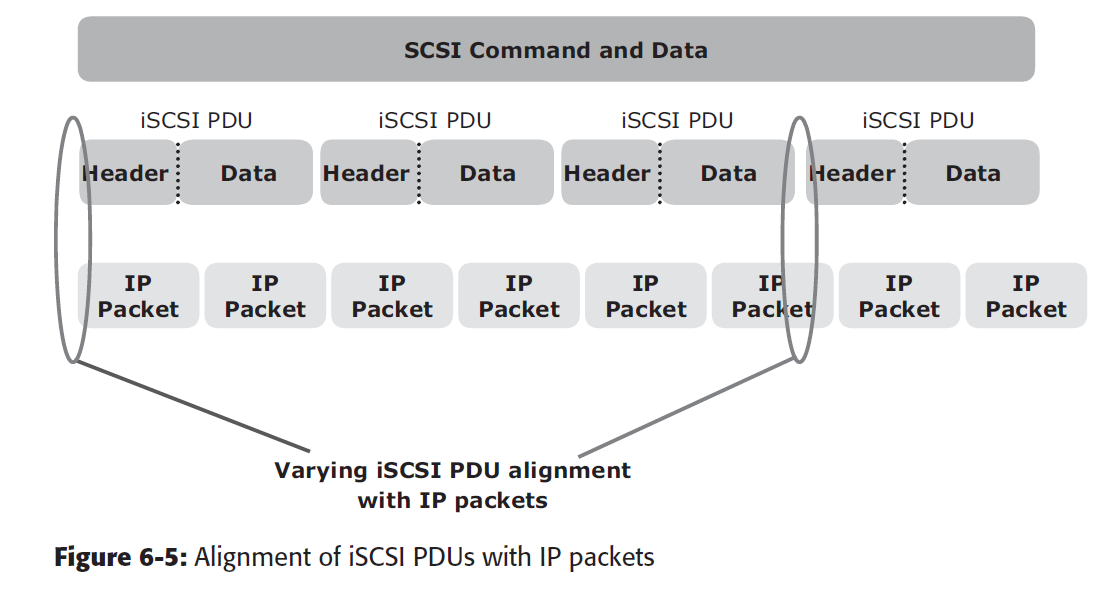 SCSI Command and Data
iSCSI PDU iSCSI PDU iSCSI PDU iSCSI PDU
Header Data Header Data Header Data Header Data
IP IP IP IP IP IP IP IP
Packet Packet Packet Packet Packet Packet Packet Packet
Varying iSCSI PDU alignment
with IP packets
Figure 6-5: Alignment of iSCSI PDUs with IP packets